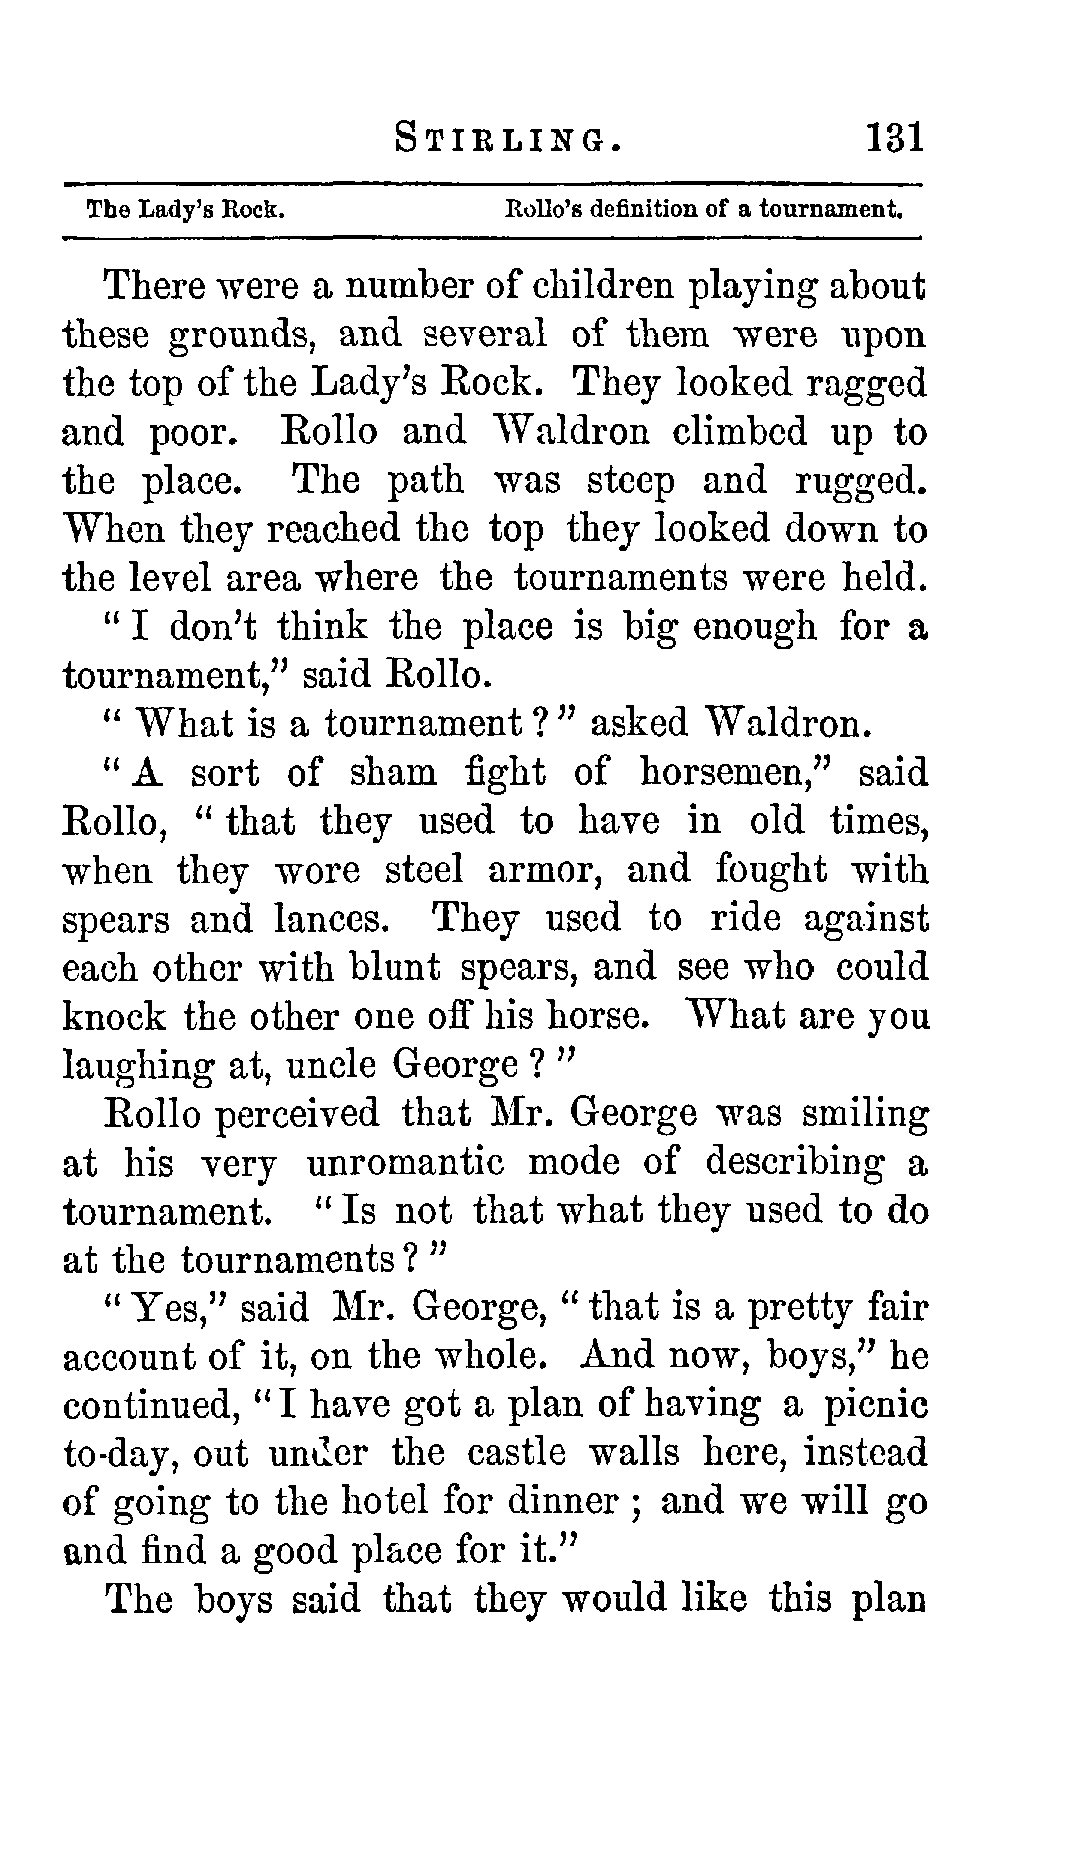 STIRLING. 131
The Lady's Rock. Rollo's definition of a tournament.
There were a number of children playing about
these grounds, and several of them were upon
the top of the Lady's Rock. They looked ragged
and poor. Rollo and Waldron climbed up to
the place. The path was steep and rugged.
When they reached the top they looked down to
the level area where the tournaments were held.
" I don't think the place is big enough for a
tournament," said Rollo.
" What is a tournament ? " asked Waldron.
" A sort of sham fight of horsemen," said
Rollo, " that they used to have in old times,
when they wore steel armor, and fought with
spears and lances. They used to ride against
each other with blunt spears, and see who could
knock the other one off his horse. What are you
laughing at, uncle George ? "
Rollo perceived that Mr. George was smiling
at his very unromantic mode of describing a
tournament. " Is not that what they used to do
at the tournaments ? "
" Yes," said Mr. George, " that is a pretty fair
account of it, on the whole. And now, boys," he
continued, " I have got a plan of having a picnic
to-day, out under the castle walls here, instead
of going to the hotel for dinner ; and we will go
and find a good place for it."
The boys said that they would like this plan